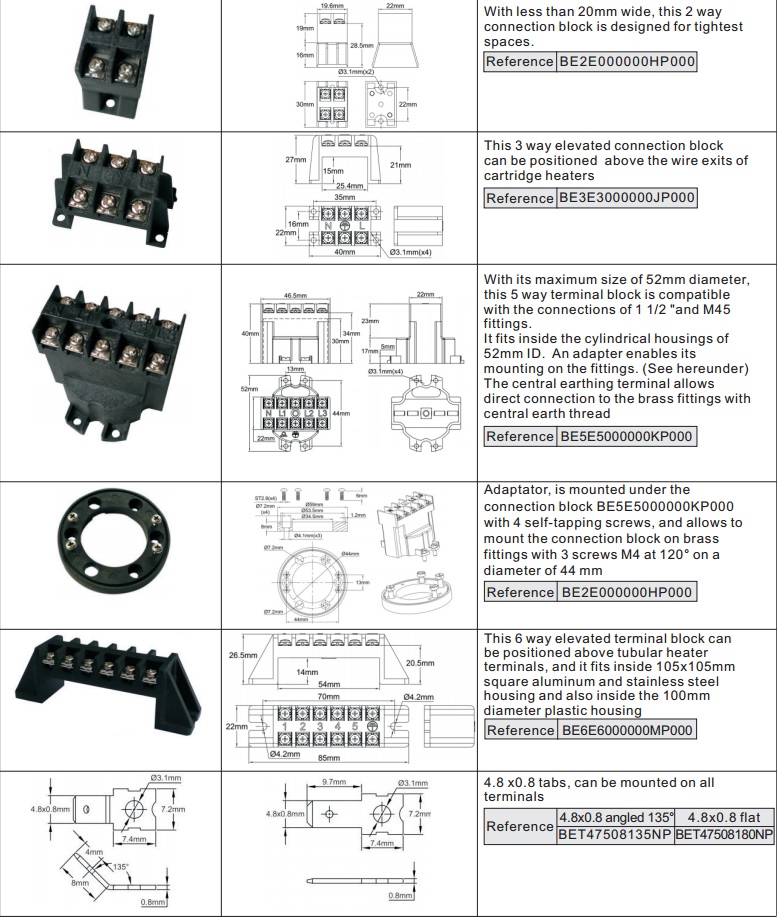 19.6mm
22mm
19mm
28.5mm
16mm
Ø3.1mm(x2)
30mm
22mm
With less than 20mm wide, this 2 way
connection block is designed for tightest
spaces.
Reference BE2E000000HP000
27mm
15mm
21mm
25.4mm
35mm
16mm
22mm
N L
40mm
Ø3.1mm(x4)
This 3 way elevated connection block
can be positioned above the wire exits of
cartridge heaters
Reference BE3E3000000JP000
46.5mm
22mm
40mm
34mm
30mm
23mm
17mm
5mm
13mm
Ø3.1mm(x4)
52mm
N L1 L2 L3
44mm
22mm
With its maximum size of 52mm diameter,
this 5 way terminal block is compatible
with the connections of 1 1/2 "and M45
fittings.
It fits inside the cylindrical housings of
52mm ID. An adapter enables its
mounting on the fittings. (See hereunder)
The central earthing terminal allows
direct connection to the brass fittings with
central earth thread
Reference BE5E5000000KP000
ST2.9(x4)
6mm
Ø7.2mm
(x4)
Ø59mm
Ø53.5mm
Ø34.5mm
1.2mm
8mm
Ø4.1mm(x3)
Ø7.2mm
Ø44mm
13mm
Ø7.2mm
44mm
Adaptator, is mounted under the
connection block BE5E5000000KP000
with 4 self-tapping screws, and allows to
mount the connection block on brass
fittings with 3 screws M4 at 120° on a
diameter of 44 mm
Reference BE2E000000HP000
26.5mm
20.5mm
14mm
54mm
70mm
Ø4.2mm
22mm
1 2 3 4 5
Ø4.2mm
85mm
This 6 way elevated terminal block can
be positioned above tubular heater
terminals, and it fits inside 105x105mm
square aluminum and stainless steel
housing and also inside the 100mm
diameter plastic housing
Reference BE6E6000000MP000
Ø3.1mm
4.8x0.8mm
7.2mm
7.4mm
4mm
135°
8mm
0.8mm
9.7mm
Ø3.1mm
4.8x0.8mm
7.2mm
7.4mm
0.8mm
4.8 x0.8 tabs, can be mounted on all
terminals
Reference
4.8x0.8 angled 135° 4.8x0.8 flat
BET47508135NP BET47508180NP